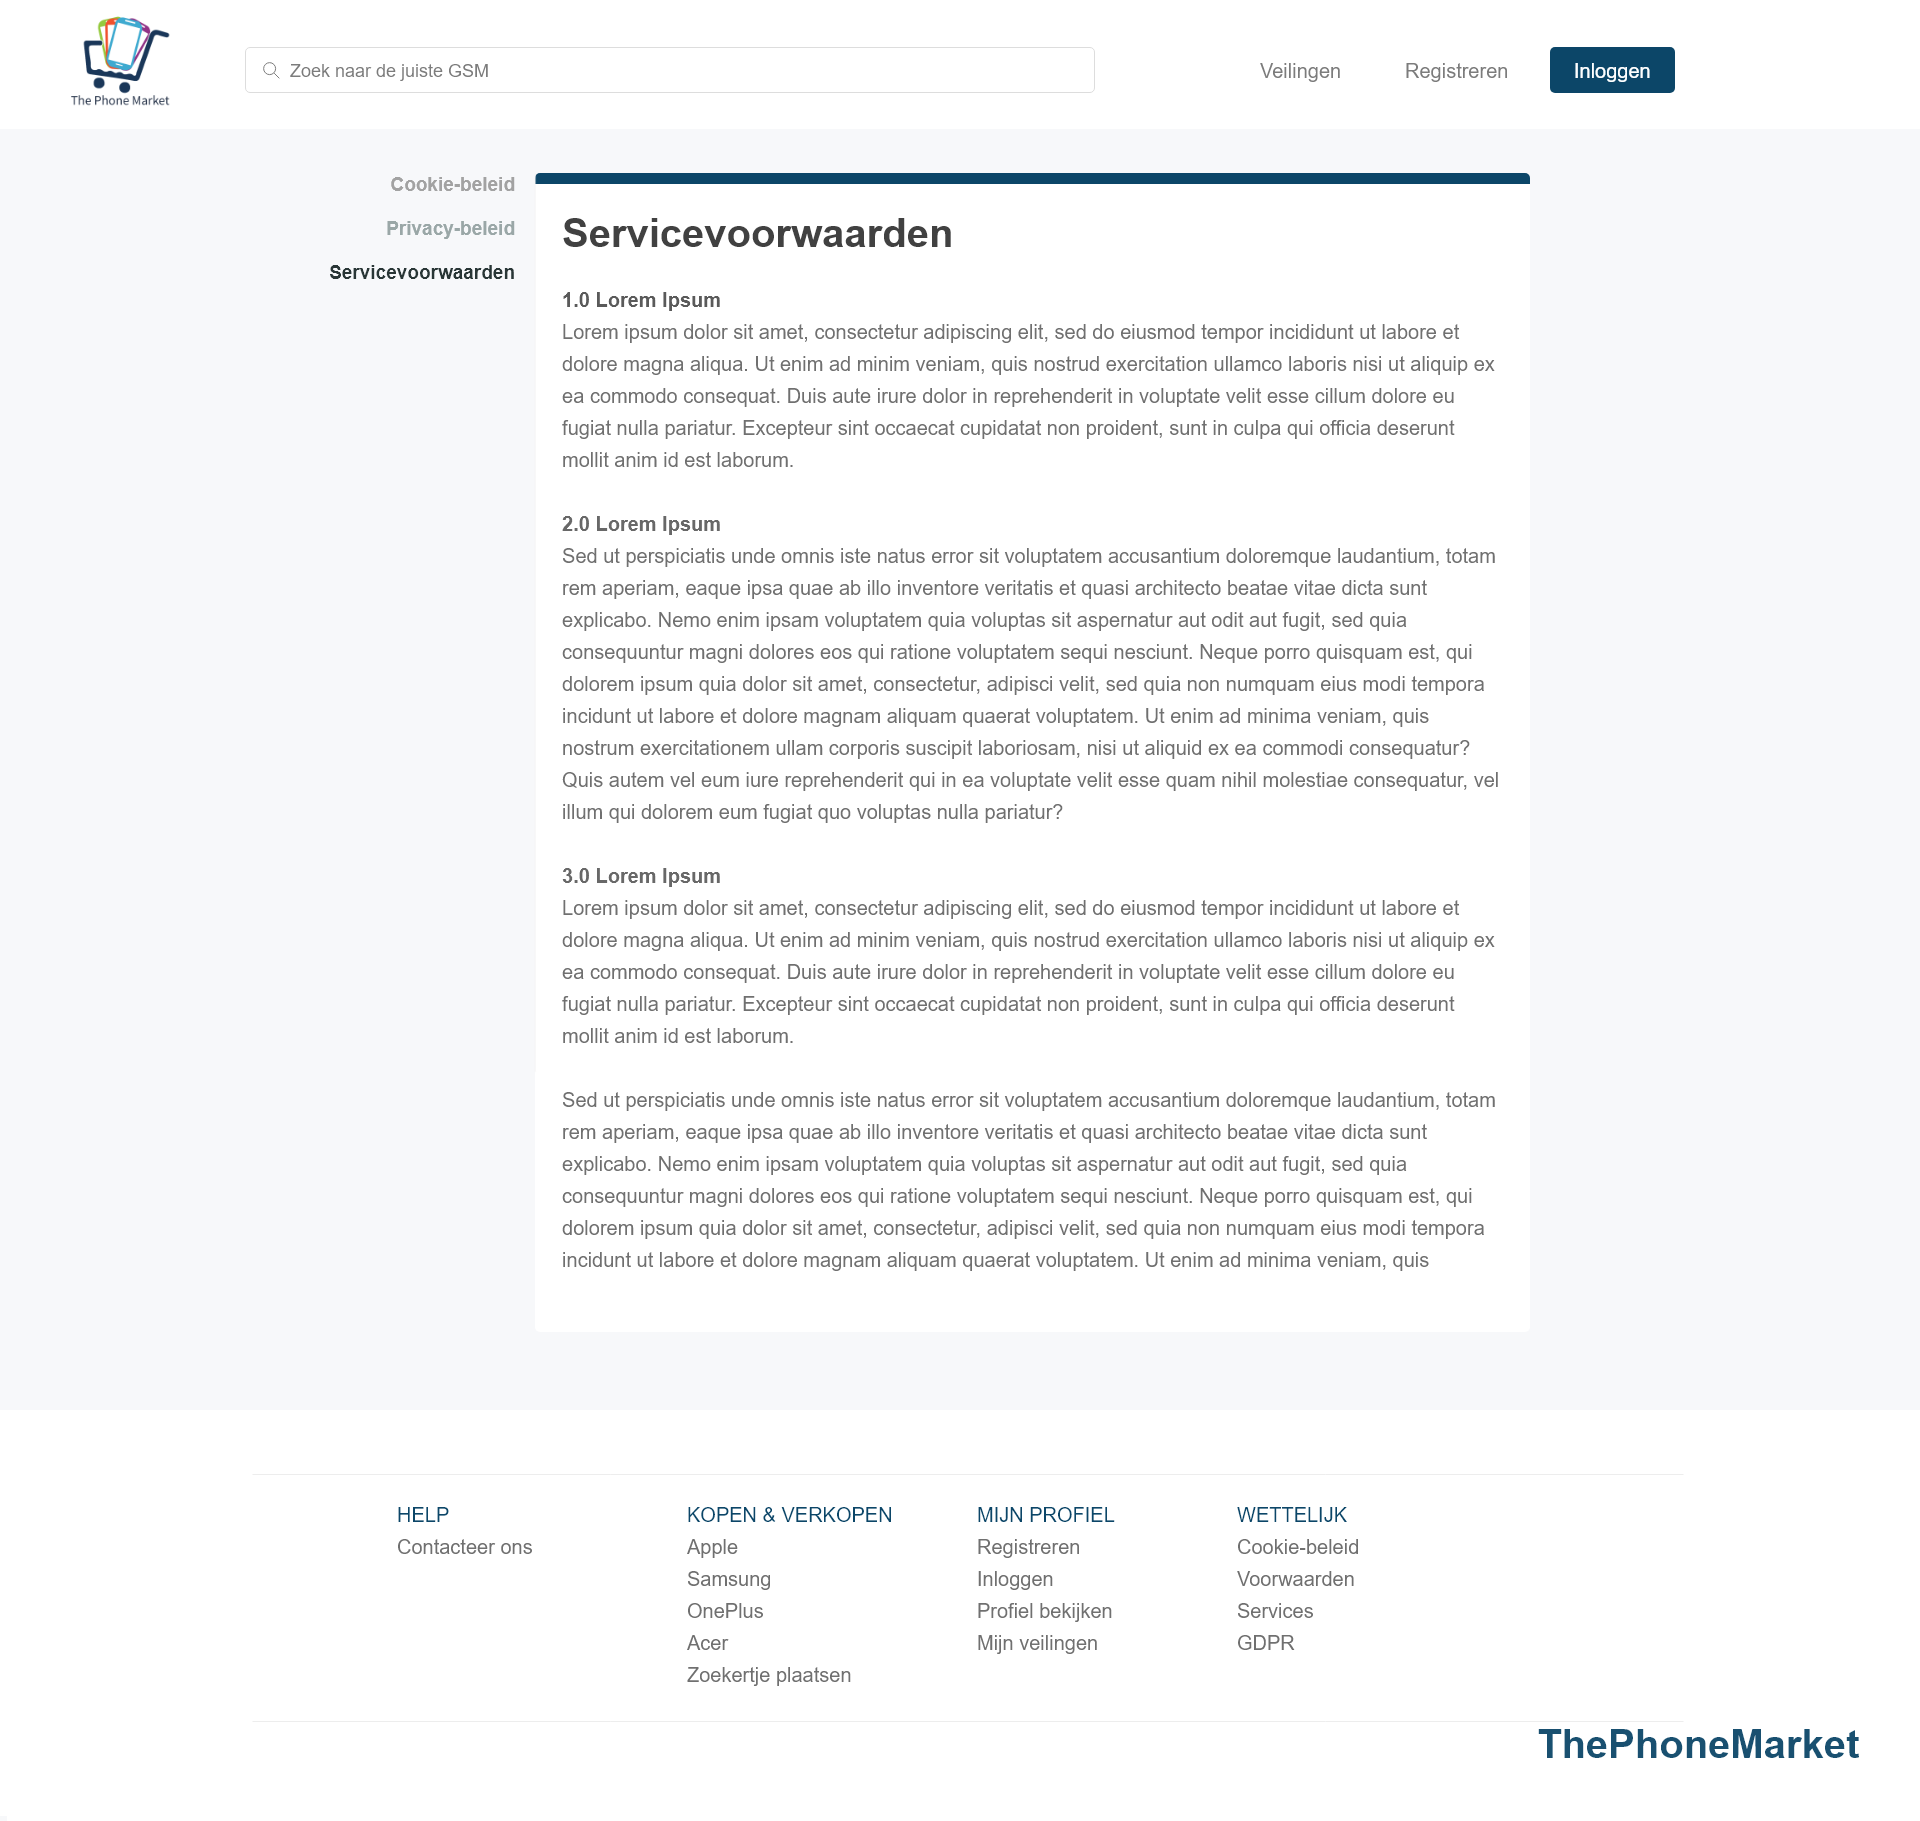 The Phone Market
Zoek naar de juiste GSM
Veilingen
Registreren
Inloggen
Cookie-beleid
Privacy-beleid
Servicevoorwaarden
Servicevoorwaarden
1.0 Lorem Ipsum
Lorem ipsum dolor sit amet, consectetur adipiscing elit, sed do eiusmod tempor incididunt ut labore et
dolore magna aliqua. Ut enim ad minim veniam, quis nostrud exercitation ullamco laboris nisi ut aliquip ex
ea commodo consequat. Duis aute irure dolor in reprehenderit in voluptate velit esse cillum dolore eu
fugiat nulla pariatur. Excepteur sint occaecat cupidatat non proident, sunt in culpa qui officia deserunt
mollit anim id est laborum.
2.0 Lorem Ipsum
Sed ut perspiciatis unde omnis iste natus error sit voluptatem accusantium doloremque laudantium, totam
rem aperiam, eaque ipsa quae ab illo inventore veritatis et quasi architecto beatae vitae dicta sunt
explicabo. Nemo enim ipsam voluptatem quia voluptas sit aspernatur aut odit aut fugit, sed quia
consequuntur magni dolores eos qui ratione voluptatem sequi nesciunt. Neque porro quisquam est, qui
dolorem ipsum quia dolor sit amet, consectetur, adipisci velit, sed quia non numquam eius modi tempora
incidunt ut labore et dolore magnam aliquam quaerat voluptatem. Ut enim ad minima veniam, quis
nostrum exercitationem ullam corporis suscipit laboriosam, nisi ut aliquid ex ea commodi consequatur?
Quis autem vel eum iure reprehenderit qui in ea voluptate velit esse quam nihil molestiae consequatur, vel
illum qui dolorem eum fugiat quo voluptas nulla pariatur?
3.0 Lorem Ipsum
Lorem ipsum dolor sit amet, consectetur adipiscing elit, sed do eiusmod tempor incididunt ut labore et
dolore magna aliqua. Ut enim ad minim veniam, quis nostrud exercitation ullamco laboris nisi ut aliquip ex
ea commodo consequat. Duis aute irure dolor in reprehenderit in voluptate velit esse cillum dolore eu
fugiat nulla pariatur. Excepteur sint occaecat cupidatat non proident, sunt in culpa qui officia deserunt
mollit anim id est laborum.
Sed ut perspiciatis unde omnis iste natus error sit voluptatem accusantium doloremque laudantium, totam
rem aperiam, eaque ipsa quae ab illo inventore veritatis et quasi architecto beatae vitae dicta sunt
explicabo. Nemo enim ipsam voluptatem quia voluptas sit aspernatur aut odit aut fugit, sed quia
consequuntur magni dolores eos qui ratione voluptatem sequi nesciunt. Neque porro quisquam est, qui
dolorem ipsum quia dolor sit amet, consectetur, adipisci velit, sed quia non numquam eius modi tempora
incidunt ut labore et dolore magnam aliquam quaerat voluptatem. Ut enim ad minima veniam, quis
HELP
Contacteer ons
KOPEN & VERKOPEN
Apple
Samsung
OnePlus
Acer
Zoekertje plaatsen
MIJN PROFIEL
Registreren
Inloggen
Profiel bekijken
Mijn veilingen
WETTELIJK
Cookie-beleid
Voorwaarden
Services
GDPR
ThePhoneMarket